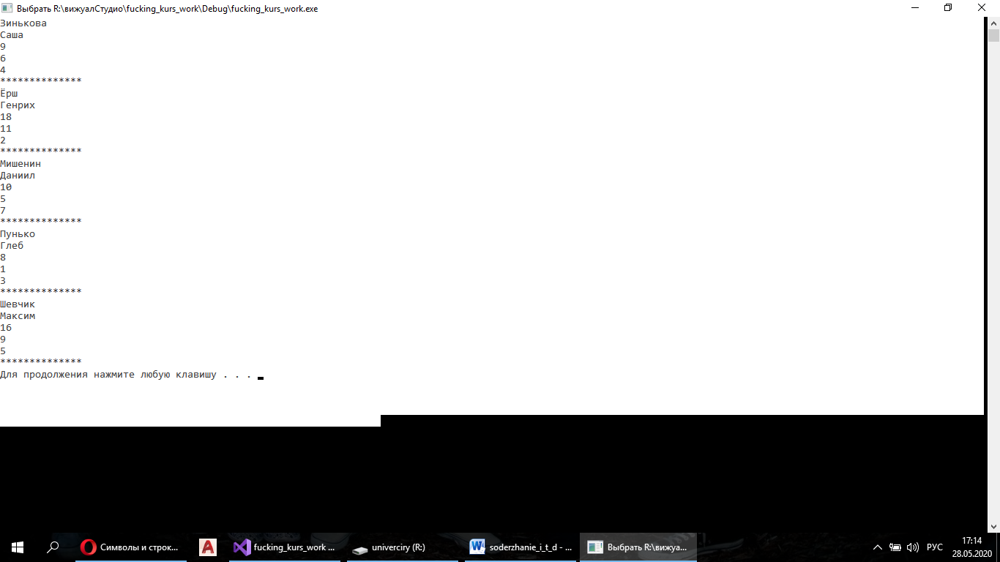 Выбрать R:\вижуалСтудио\fucking_kurs_work\Debug\fucking_kurs_work.exe
Зинькова
Саша
9
6
4
**************
Ёрш
Генрих
18
11
2
**************
Мишенин
Даниил
10
5
7
**************
Пунько
Глеб
8
1
3
**************
Шевчик
Максим
16
9
5
**************
Для продолжения нажмите любую клавишу . . .
Символы и строк...
fucking_kurs_work ...
univerciry (R:)
soderzhanie_i_t_d - ...
Выбрать R:\вижуа...
РУС
17:14
28.05.2020